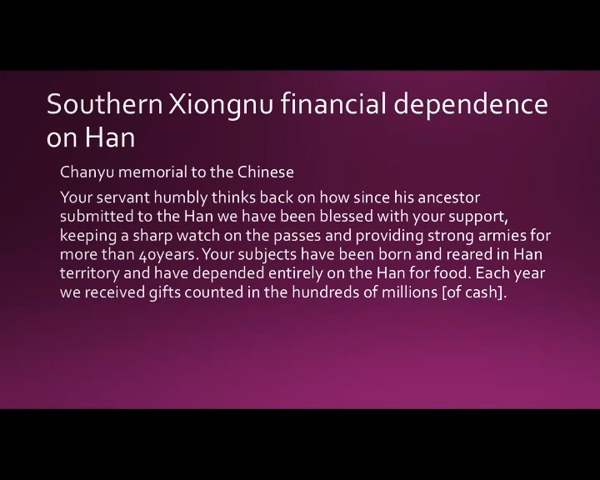 Southern Xiongnu financial dependence
on Han
Chanyu memorial to the Chinese
Your servant humbly thinks back on how since his ancestor
submitted to the Han we have been blessed with your support,
keeping a sharp watch on the passes and providing strong armies for
more than 40years. Your subjects have been born and reared in Han
territory and have depended entirely on the Han for food. Each year
we received gifts counted in the hundreds of millions [of cash].